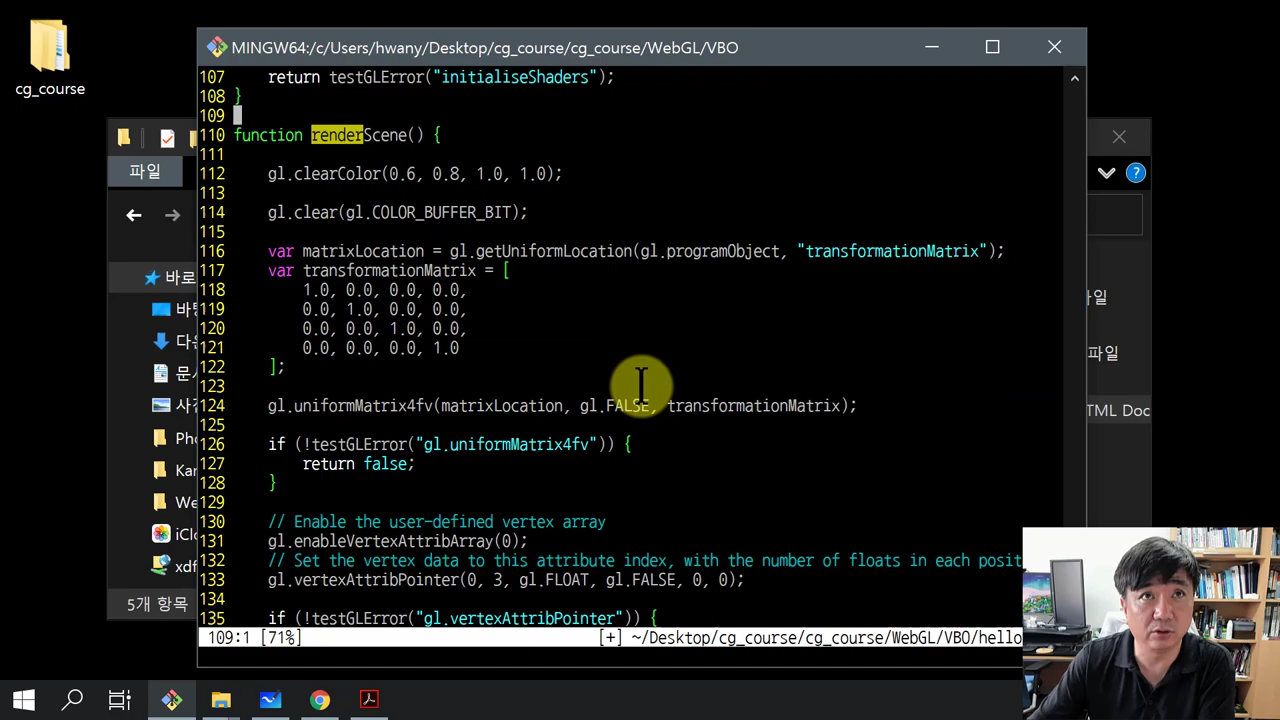 cg_course
MINGW64:/c/Users/hwany/Desktop/cg_course/cg_course/WebGL/VBO
파일
바로
바탕
다운
문서
사진
Pho
Kar
We
iClo
xdf
5개 항목
107 return testGLError("initialiseShaders");
108 }
109
110 function renderScene() {
111
112 gl.clearColor(0.6, 0.8, 1.0, 1.0);
113
114 gl.clear(gl.COLOR_BUFFER_BIT);
115
116 var matrixLocation = gl.getUniformLocation(gl.programObject, "transformationMatrix");
117 var transformationMatrix = [
118 1.0, 0.0, 0.0, 0.0,
119 0.0, 1.0, 0.0, 0.0,
120 0.0, 0.0, 1.0, 0.0,
121 0.0, 0.0, 0.0, 1.0
122 ];
123
124 gl.uniformMatrix4fv(matrixLocation, gl.FALSE, transformationMatrix);
125
126 if (!testGLError("gl.uniformMatrix4fv")) {
127 return false;
128 }
129
130 // Enable the user-defined vertex array
131 gl.enableVertexAttribArray(0);
132 // Set the vertex data to this attribute index, with the number of floats in each posit
133 gl.vertexAttribPointer(0, 3, gl.FLOAT, gl.FALSE, 0, 0);
134
135 if (!testGLError("gl.vertexAttribPointer")) {
109:1 [71%] [+] ~/Desktop/cg_course/cg_course/WebGL/VBO/hello
일
파일
TML Doc